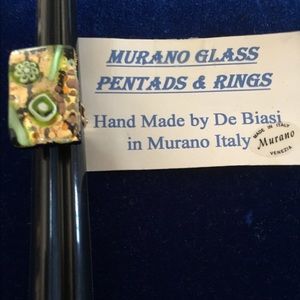 MURANO GLASS
PENTADS & RINGS
Hand Made by De Biasi
in Murano Italy
MADE IN ITALY
Murano
VENEZIA